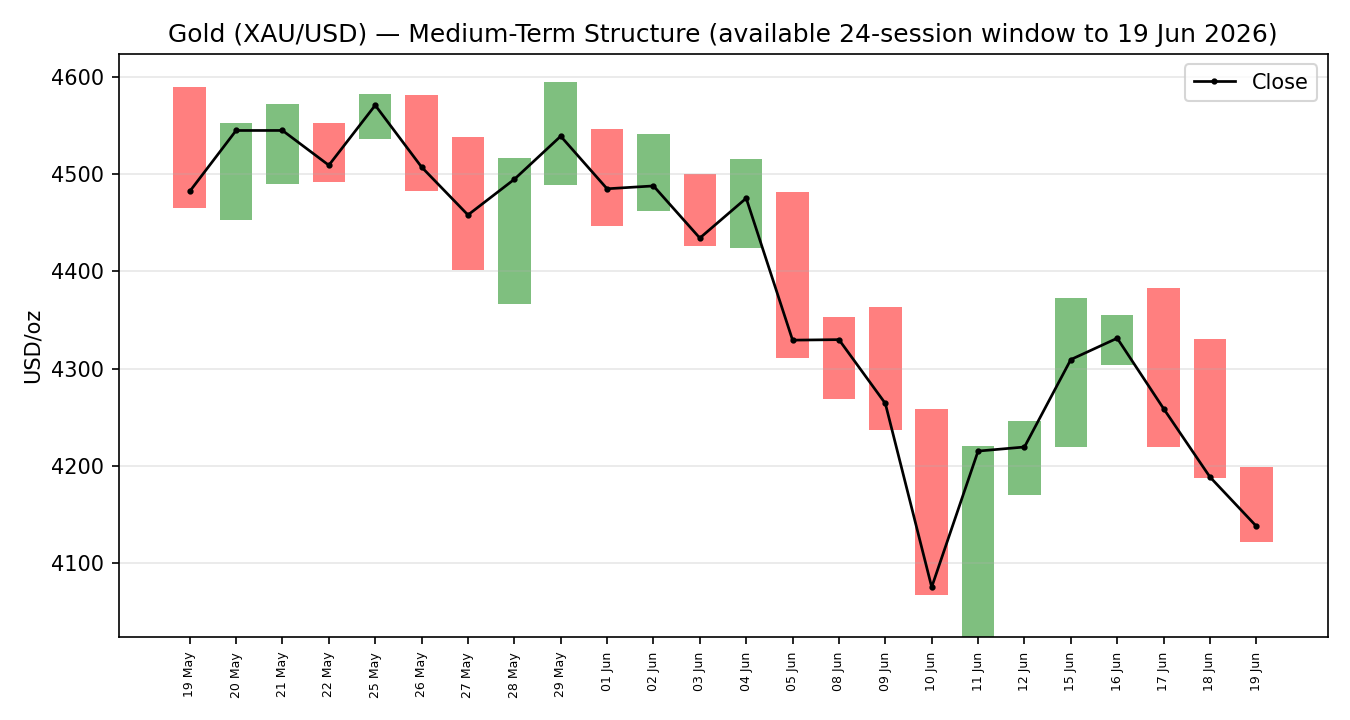 Gold (XAU/USD) — Medium-Term Structure (available 24-session window to 19 Jun 2026)
Close
USD/oz
4600
4500
4400
4300
4200
4100
19 May
20 May
21 May
22 May
25 May
26 May
27 May
28 May
29 May
01 Jun
02 Jun
03 Jun
04 Jun
05 Jun
08 Jun
09 Jun
10 Jun
11 Jun
12 Jun
15 Jun
16 Jun
17 Jun
18 Jun
19 Jun